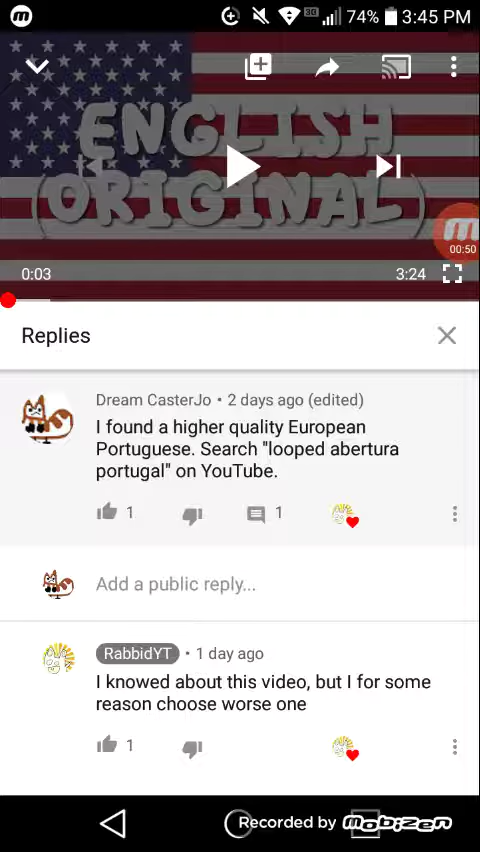 3G 74% 3:45 PM
ENGLISH
(ORIGINAL)
00:50
0:03 3:24
Replies
Dream CasterJo • 2 days ago (edited)
I found a higher quality European
Portuguese. Search "looped abertura
portugal" on YouTube.
1 1
Add a public reply...
RabbidYT • 1 day ago
I knowed about this video, but I for some
reason choose worse one
1
Recorded by Mobizen